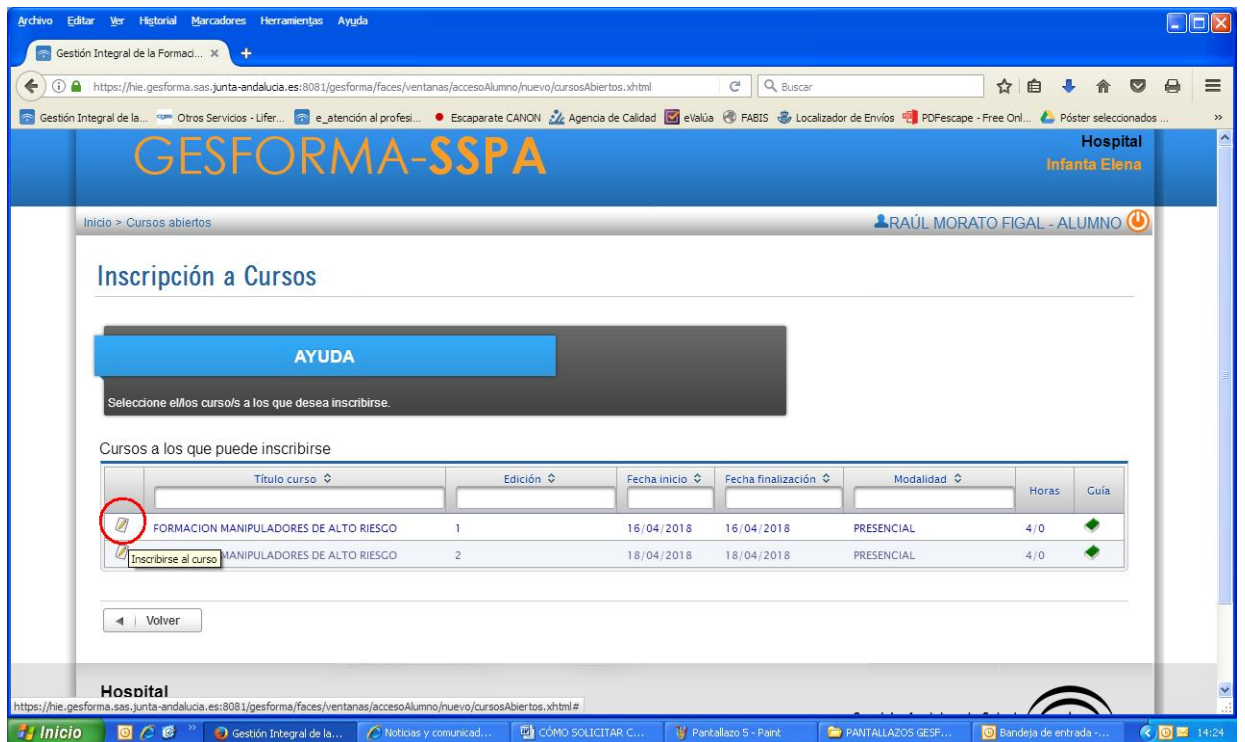 Archivo Editar Ver Historial Marcadores Herramientas Ayuda
Gestión Integral de la Formaci...
https://hie.gesforma.sas.junta-andalucia.es:8081/gesforma/faces/ventanas/accesoAlumno/nuevo/cursosAbiertos.xhtml Buscar
Gestión Integral de la... Otros Servicios - Lifer... e_atención al profesi... Escaparate CANON Agencia de Calidad eValúa FABIS Localizador de Envíos PDFescape - Free Onl... Póster seleccionados ...
GESFORMA-SSPA
Hospital
Infanta Elena
Inicio > Cursos abiertos RAÚL MORATO FIGAL - ALUMNO
Inscripción a Cursos
AYUDA
Seleccione el/los curso/s a los que desea inscribirse.
Cursos a los que puede inscribirse
Título curso Edición Fecha inicio Fecha finalización Modalidad Horas Guía
FORMACION MANIPULADORES DE ALTO RIESGO 1 16/04/2018 16/04/2018 PRESENCIAL 4/0
MANIPULADORES DE ALTO RIESGO 2 18/04/2018 18/04/2018 PRESENCIAL 4/0
Inscribirse al curso
Volver
Hospital
https://hie.gesforma.sas.junta-andalucia.es:8081/gesforma/faces/ventanas/accesoAlumno/nuevo/cursosAbiertos.xhtml#
Inicio Gestión Integral de la... Noticias y comunicad... CÓMO SOLICITAR C... Pantallazo 5 - Paint PANTALLAZOS GESF... Bandeja de entrada -... 14:24